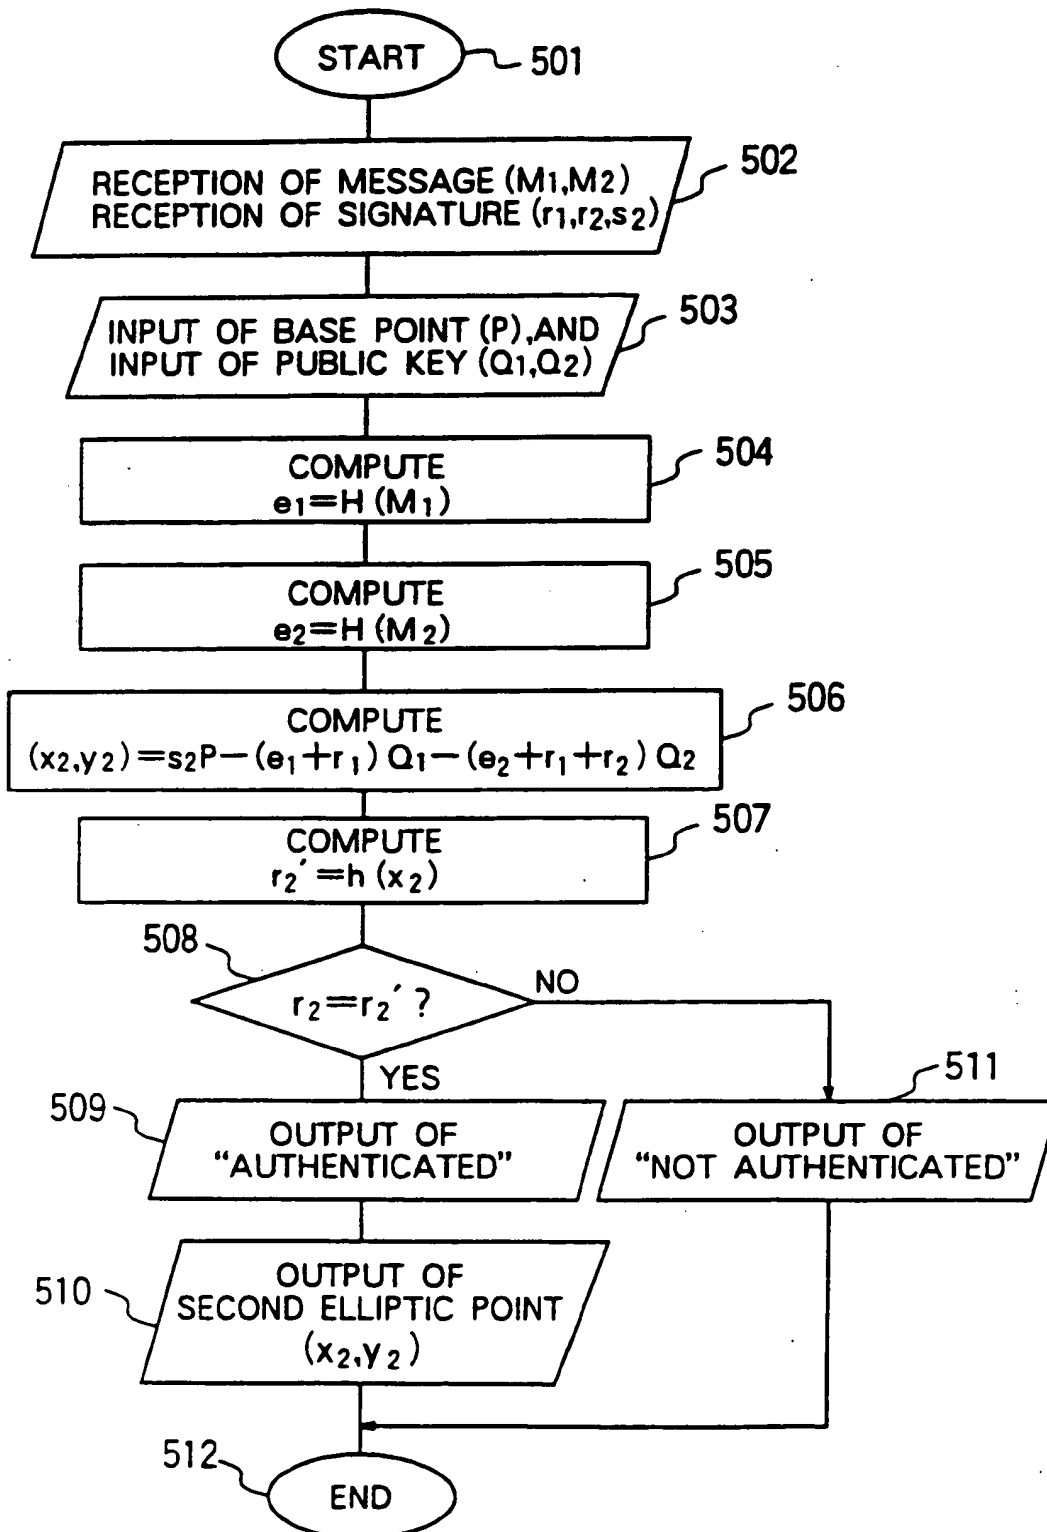 START
501
RECEPTION OF MESSAGE (M₁,M₂)
RECEPTION OF SIGNATURE (r₁,r₂,s₂)
502
INPUT OF BASE POINT (P),AND
INPUT OF PUBLIC KEY (Q₁,Q₂)
503
COMPUTE
e₁=H(M₁)
504
COMPUTE
e₂=H(M₂)
505
COMPUTE
(x₂,y₂)=s₂P-(e₁+r₁)Q₁-(e₂+r₁+r₂)Q₂
506
COMPUTE
r₂'=h(x₂)
507
508
r₂=r₂'?
NO
YES
509
OUTPUT OF
"AUTHENTICATED"
511
OUTPUT OF
"NOT AUTHENTICATED"
510
OUTPUT OF
SECOND ELLIPTIC POINT
(x₂,y₂)
512
END